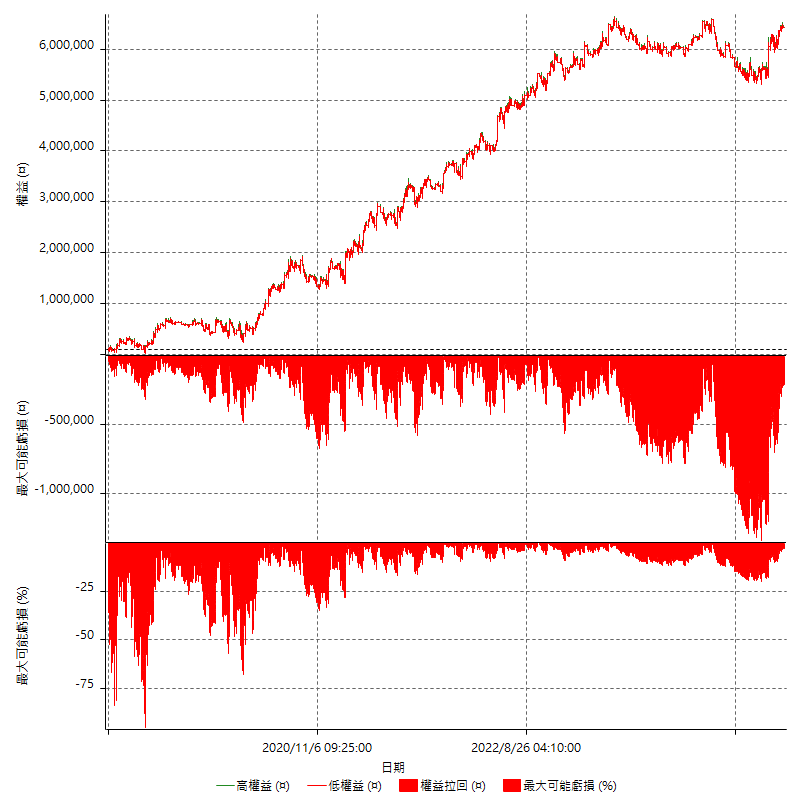 6,000,000
5,000,000
4,000,000
3,000,000
2,000,000
1,000,000
權益 (¤)
-500,000
-1,000,000
最大可能虧損 (¤)
-25
-50
-75
最大可能虧損 (%)
2020/11/6 09:25:00
2022/8/26 04:10:00
日期
高權益 (¤)
低權益 (¤)
權益拉回 (¤)
最大可能虧損 (%)